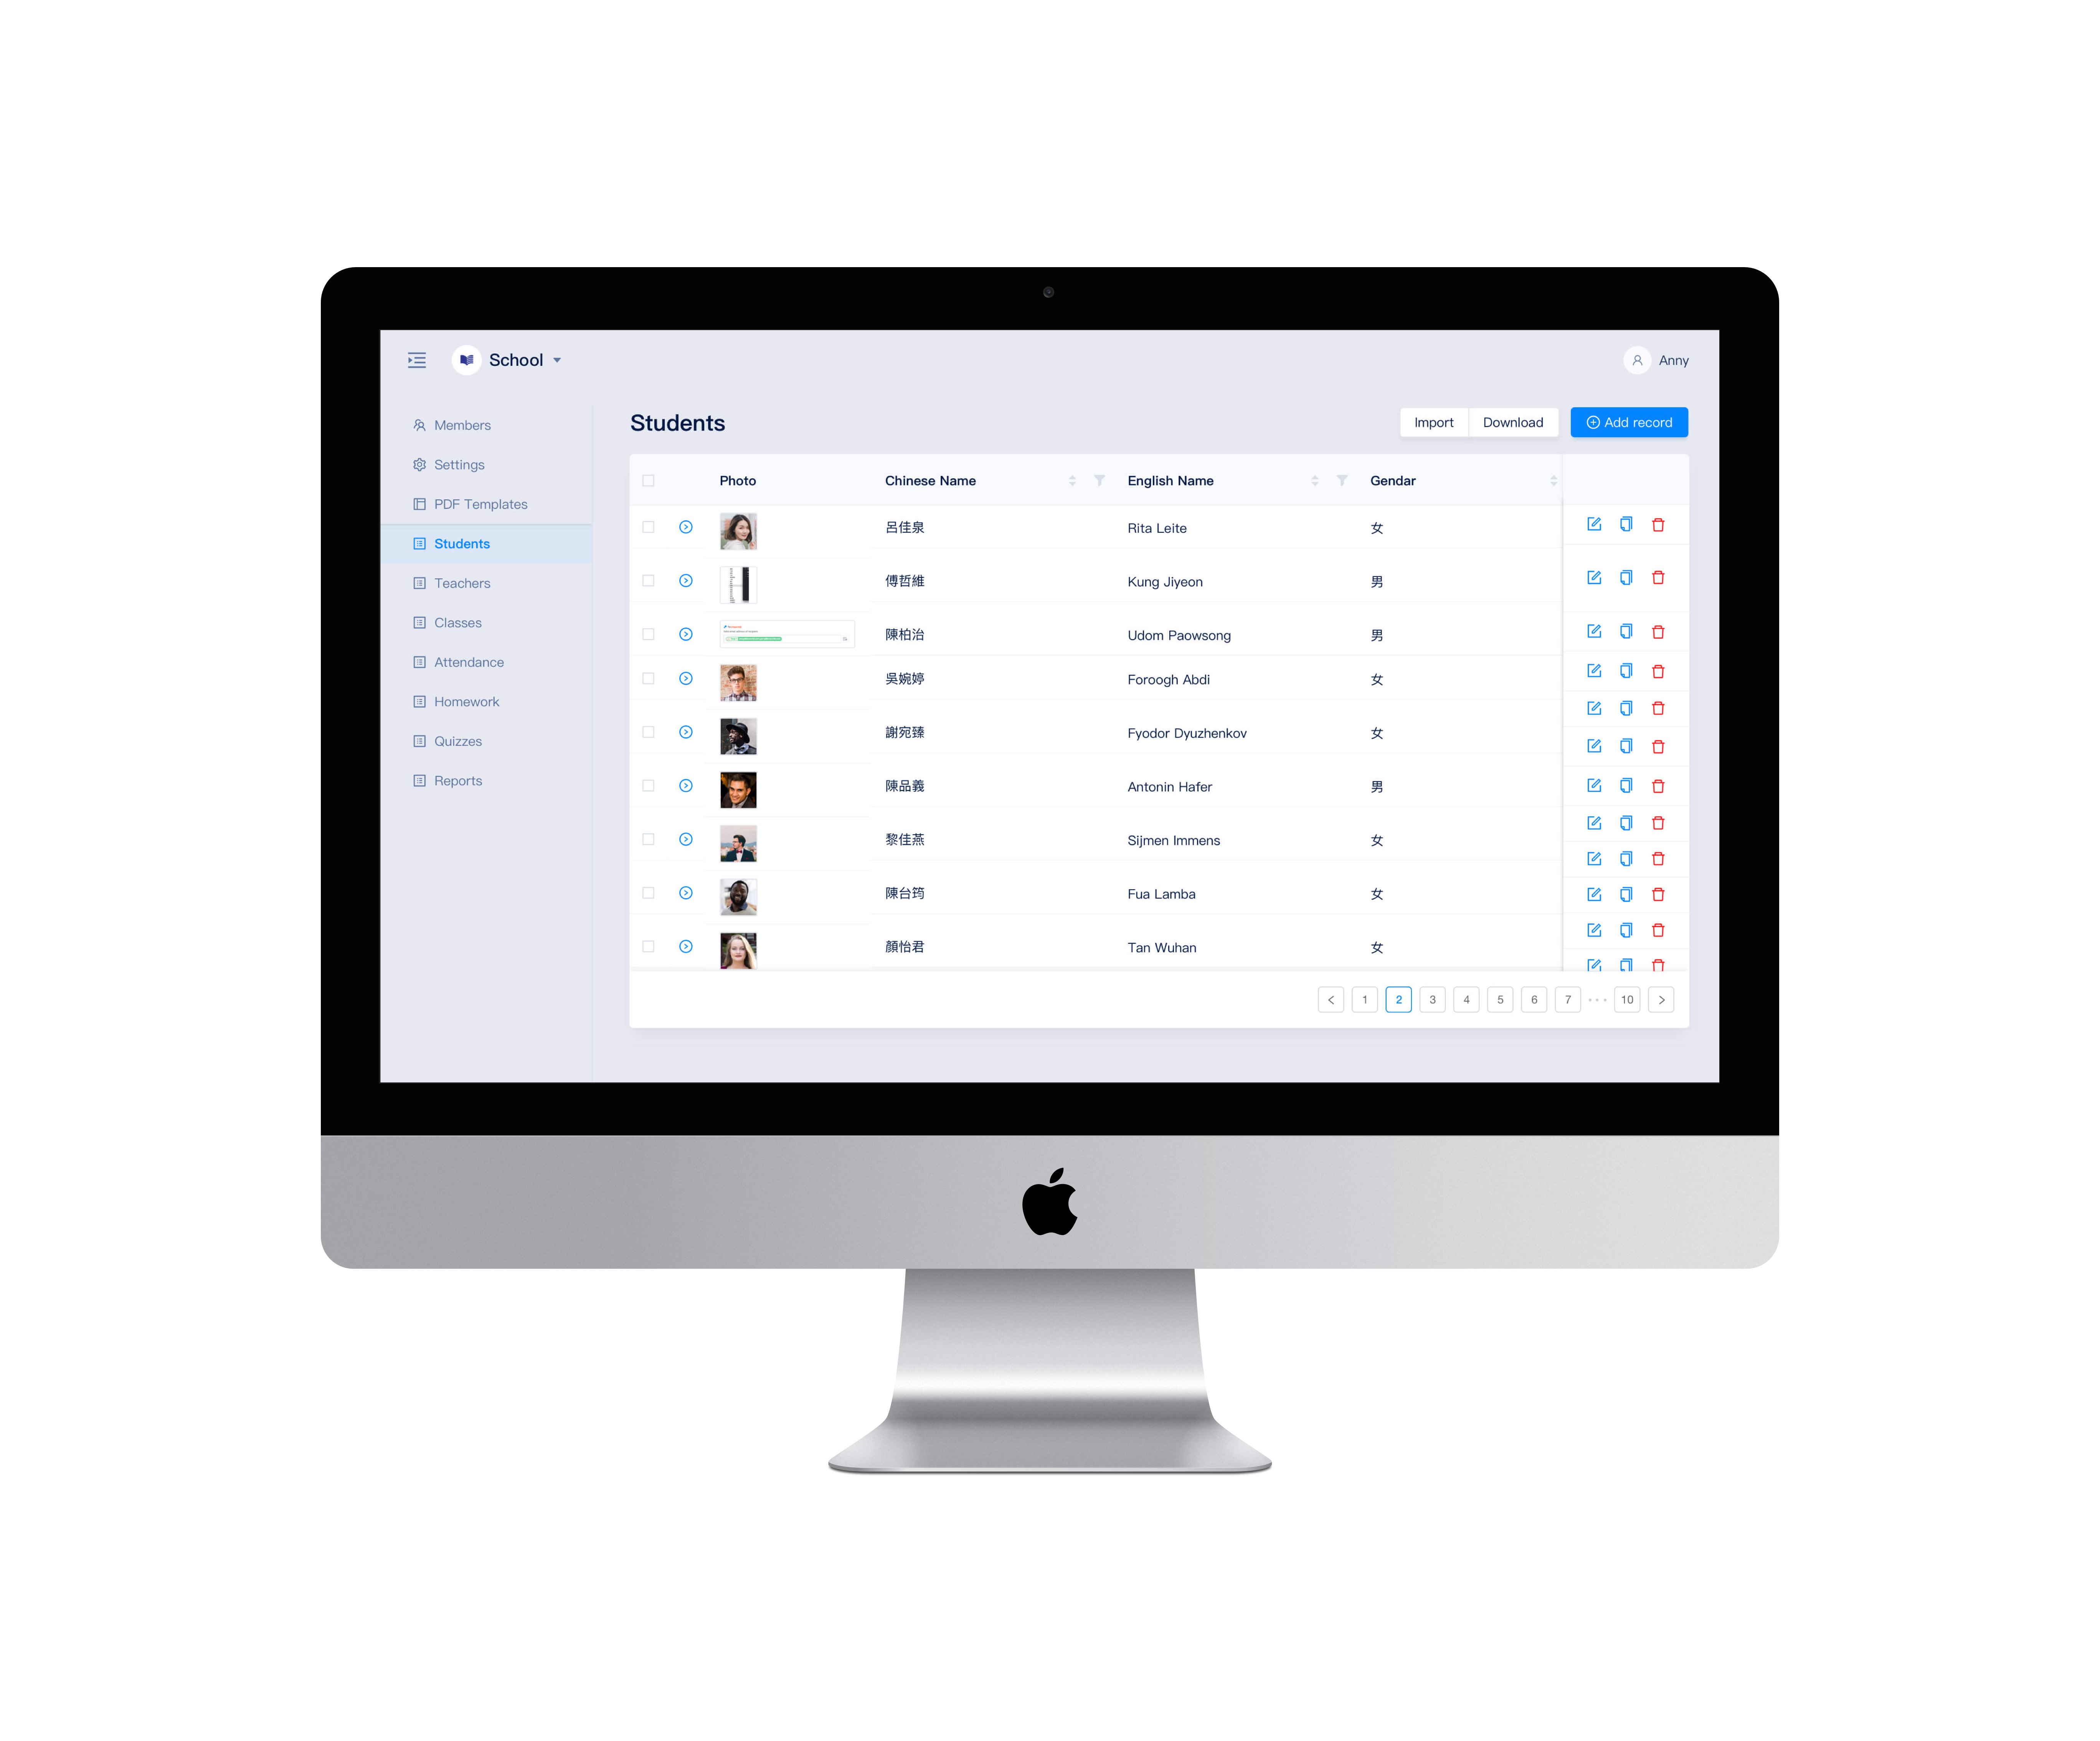 School
Anny
Members
Settings
PDF Templates
Students
Teachers
Classes
Attendance
Homework
Quizzes
Reports
Students
Import
Download
Add record
Photo Chinese Name English Name Gendar
呂佳泉 Rita Leite 女
傅哲維 Kung Jiyeon 男
陳柏治 Udom Paowsong 男
吳婉婷 Foroogh Abdi 女
謝宛臻 Fyodor Dyuzhenkov 女
陳品義 Antonin Hafer 男
黎佳燕 Sijmen Immens 女
陳台筠 Fua Lamba 女
顏怡君 Tan Wuhan 女
< 1 2 3 4 5 6 7 ··· 10 >